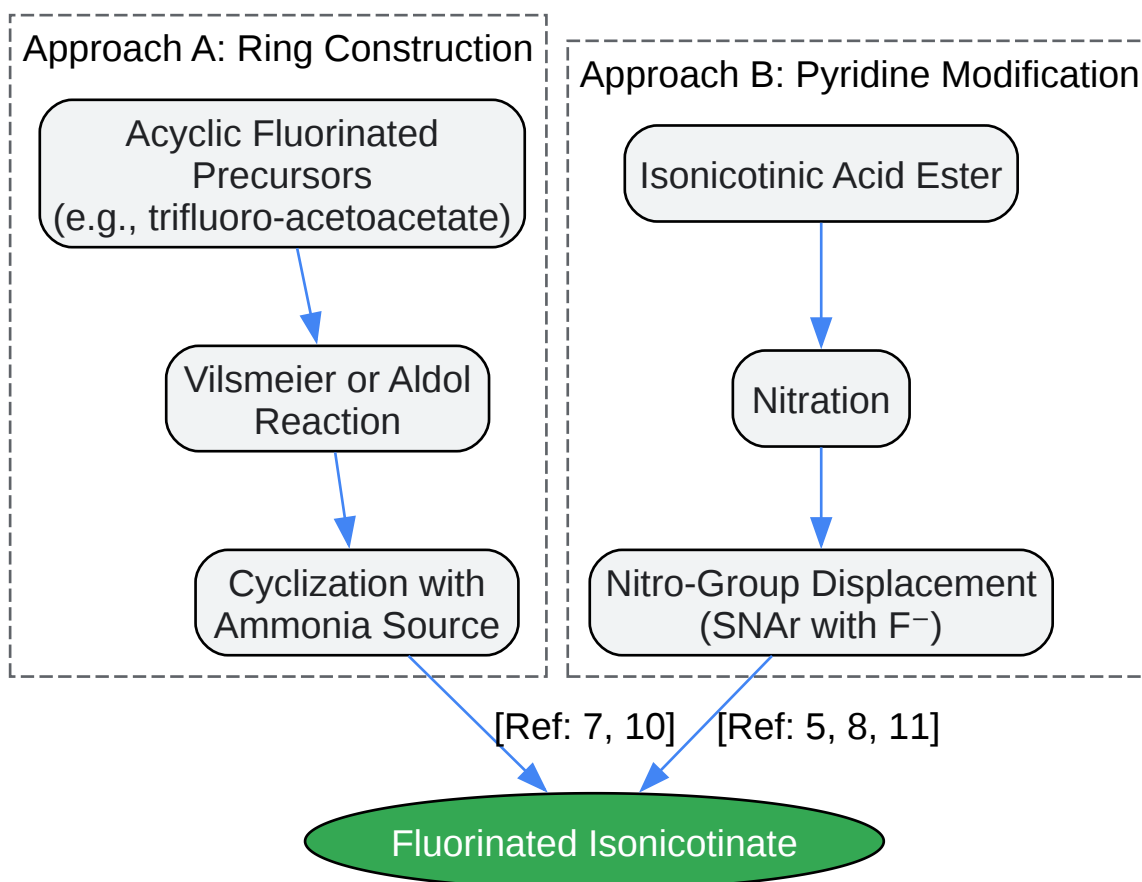 Approach A: Ring Construction
Acyclic Fluorinated
Precursors
(e.g., trifluoro-acetoacetate)
Vilsmeier or Aldol
Reaction
Cyclization with
Ammonia Source
Approach B: Pyridine Modification
Isonicotinic Acid Ester
Nitration
Nitro-Group Displacement
(SNAr with F⁻)
[Ref: 7, 10]
[Ref: 5, 8, 11]
Fluorinated Isonicotinate